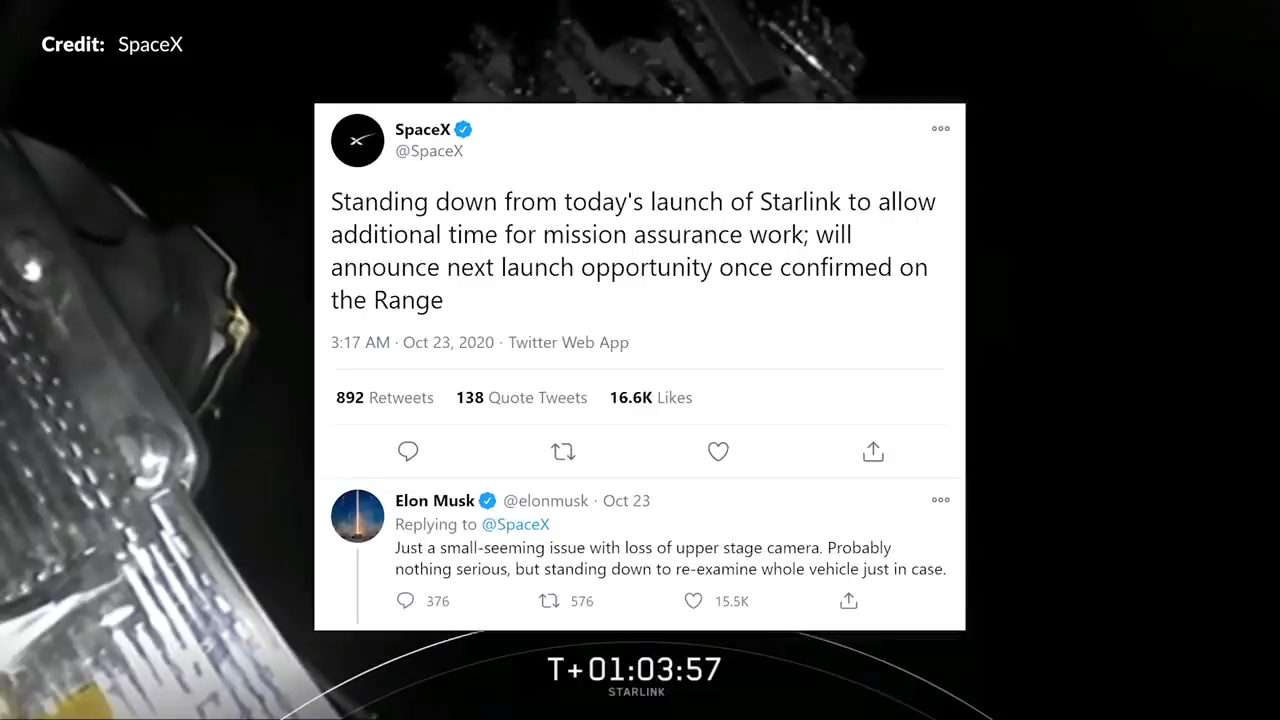 Credit: SpaceX
SpaceX
@SpaceX
Standing down from today's launch of Starlink to allow
additional time for mission assurance work; will
announce next launch opportunity once confirmed on
the Range
3:17 AM · Oct 23, 2020 · Twitter Web App
892 Retweets 138 Quote Tweets 16.6K Likes
Elon Musk @elonmusk · Oct 23
Replying to @SpaceX
Just a small-seeming issue with loss of upper stage camera. Probably
nothing serious, but standing down to re-examine whole vehicle just in case.
376 576 15.5K
T+01:03:57
STARLINK